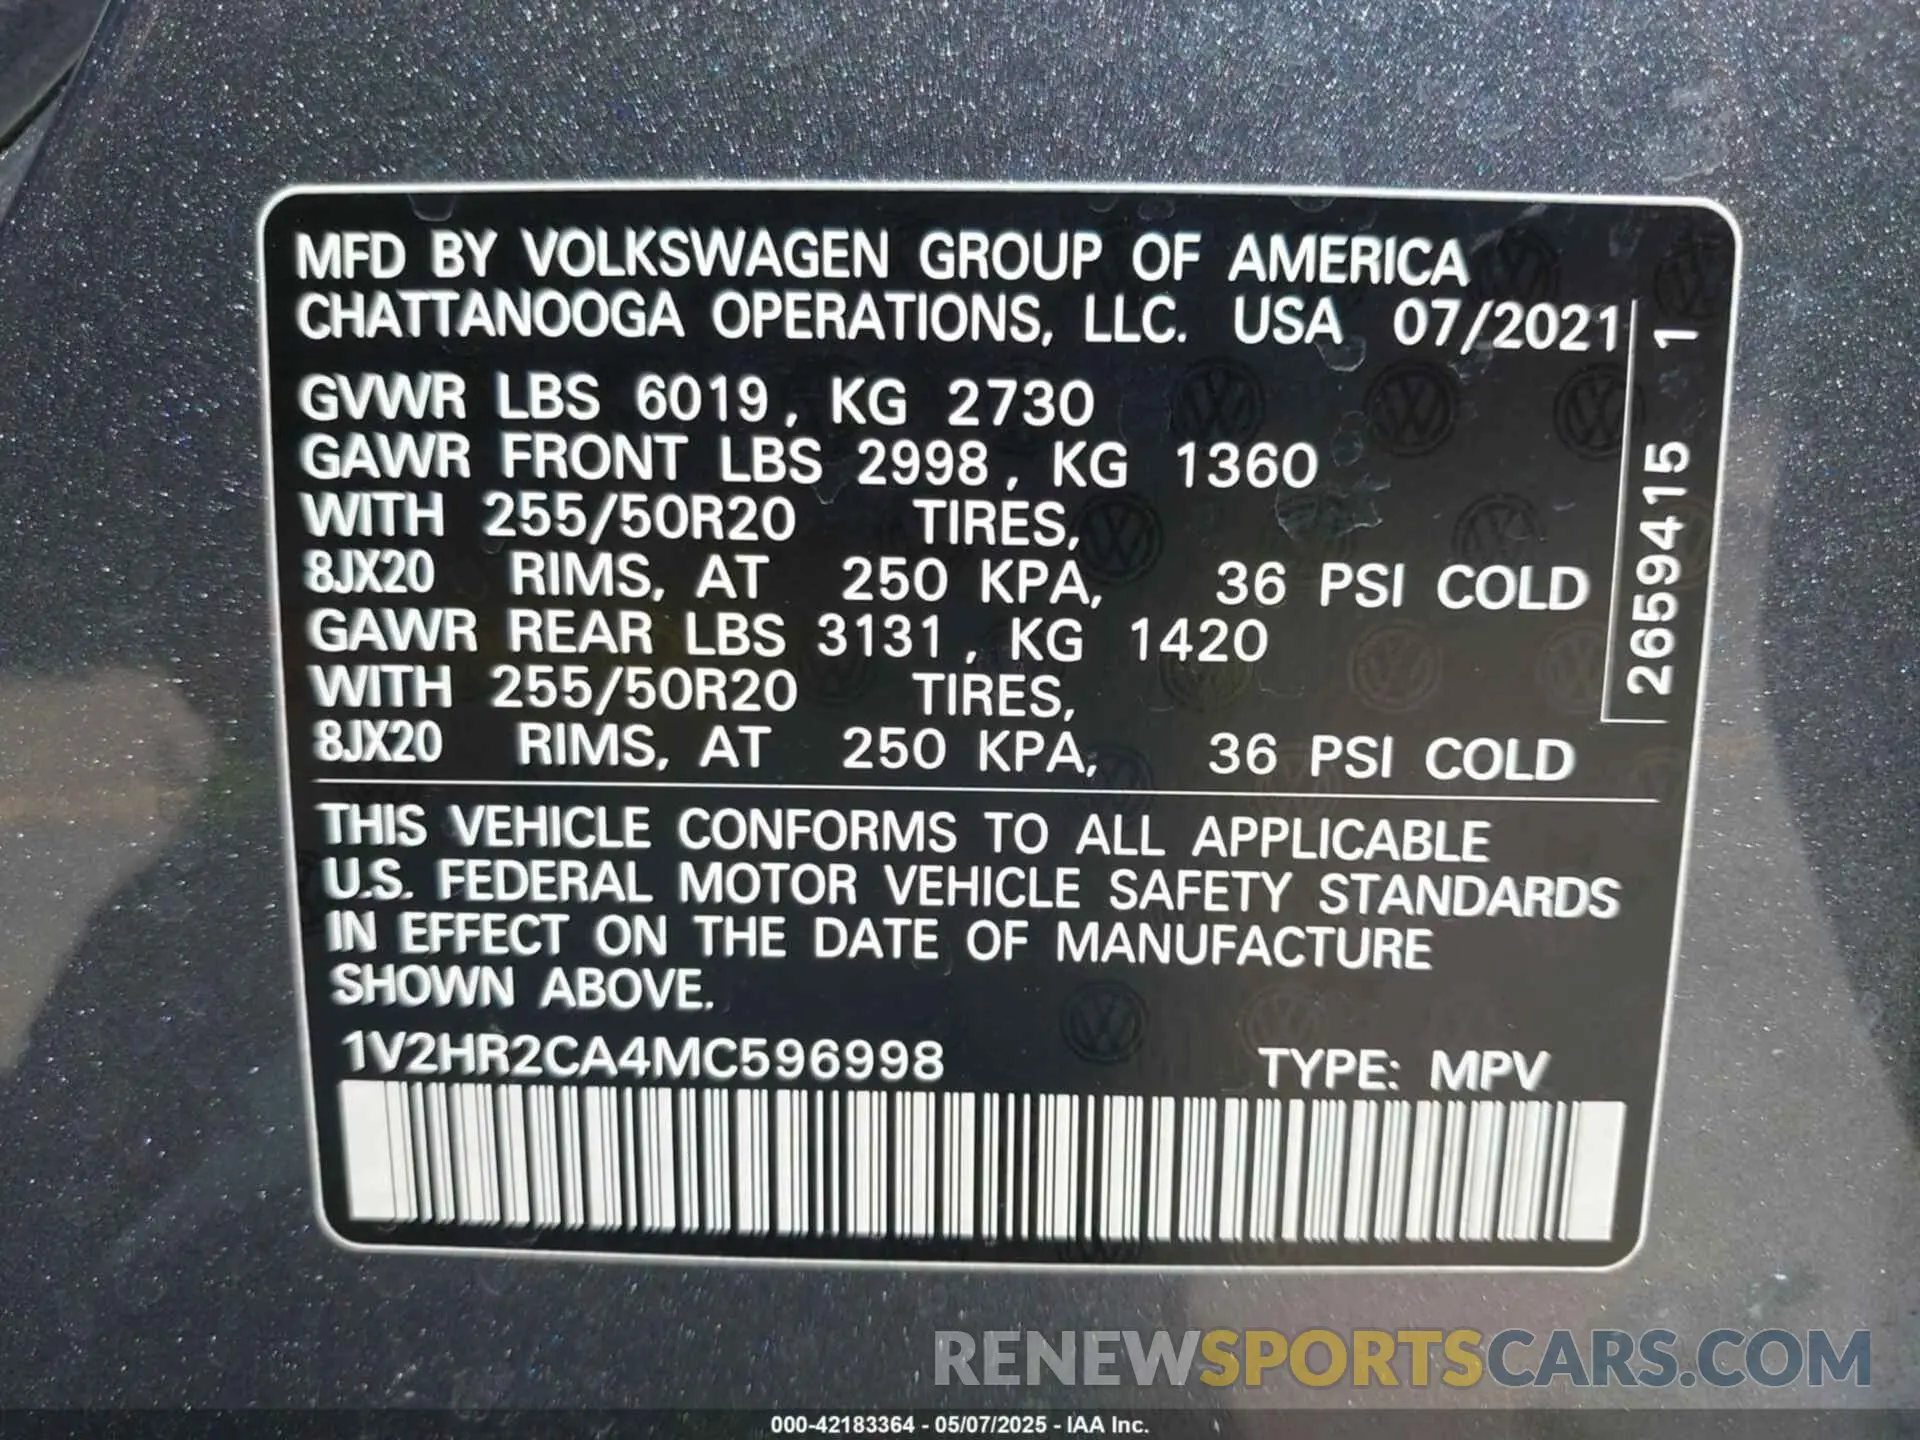 MFD BY VOLKSWAGEN GROUP OF AMERICA
CHATTANOOGA OPERATIONS, LLC. USA 07/2021
GVWR LBS 6019, KG 2730
GAWR FRONT LBS 2998, KG 1360
WITH 255/50R20 TIRES,
8JX20 RIMS, AT 250 KPA, 36 PSI COLD
GAWR REAR LBS 3131, KG 1420
WITH 255/50R20 TIRES,
8JX20 RIMS, AT 250 KPA, 36 PSI COLD
2659415 1
THIS VEHICLE CONFORMS TO ALL APPLICABLE
U.S. FEDERAL MOTOR VEHICLE SAFETY STANDARDS
IN EFFECT ON THE DATE OF MANUFACTURE
SHOWN ABOVE.
1V2HR2CA4MC596998 TYPE: MPV
RENEWSPORTSCARS.COM
000-42183364 - 05/07/2025 - IAA Inc.